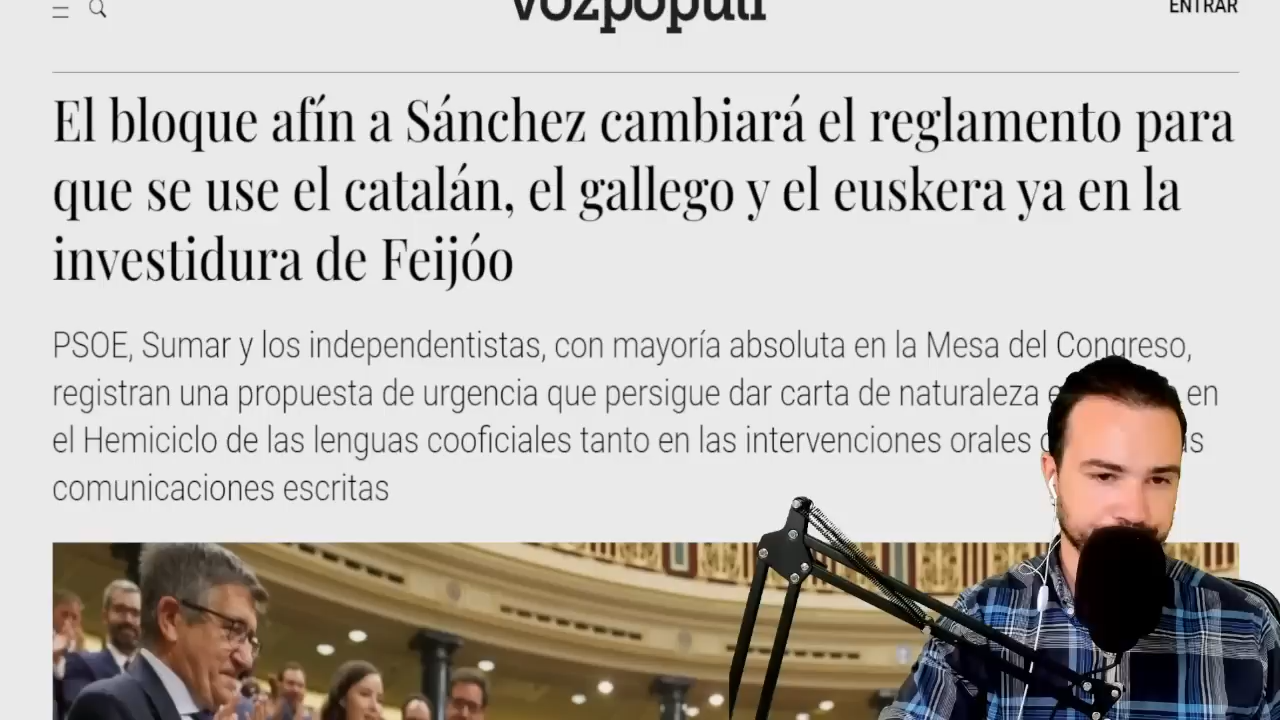 vozpópuli
ENTRAR
El bloque afín a Sánchez cambiará el reglamento para
que se use el catalán, el gallego y el euskera ya en la
investidura de Feijóo
PSOE, Sumar y los independentistas, con mayoría absoluta en la Mesa del Congreso,
registran una propuesta de urgencia que persigue dar carta de naturaleza en
el Hemiciclo de las lenguas cooficiales tanto en las intervenciones orales
comunicaciones escritas